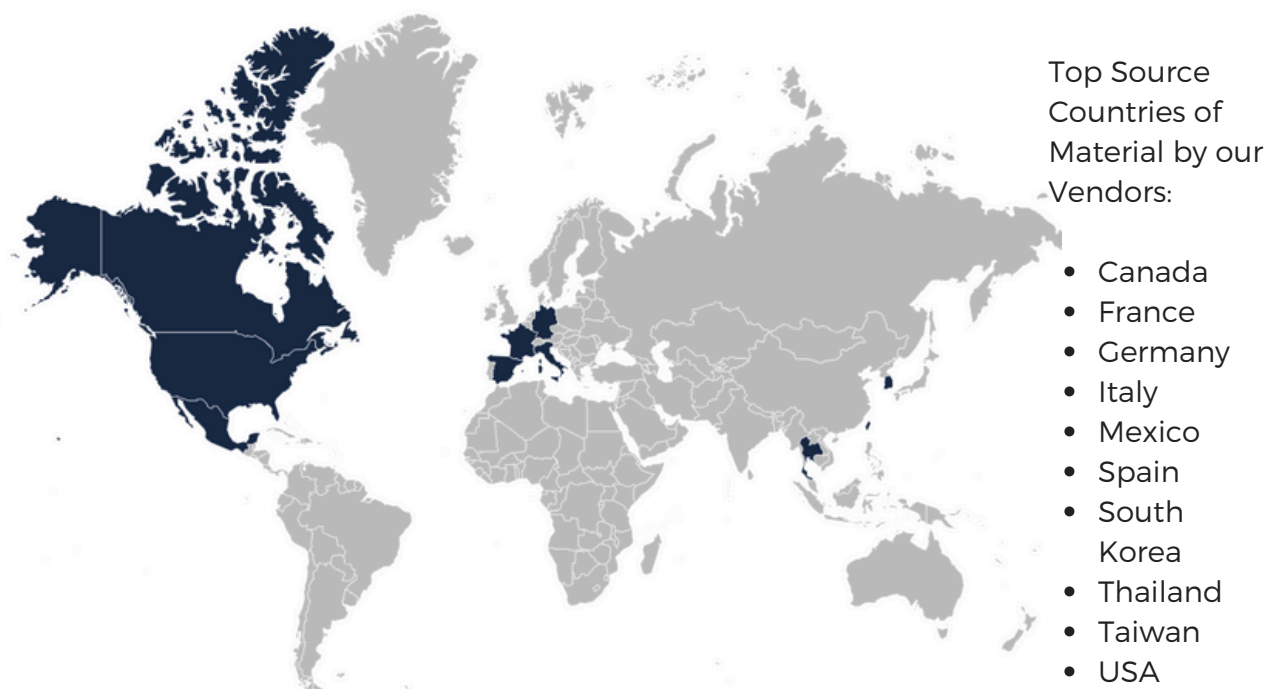 Top Source
Countries of
Material by our
Vendors:
• Canada
• France
• Germany
• Italy
• Mexico
• Spain
• South
Korea
• Thailand
• Taiwan
• USA